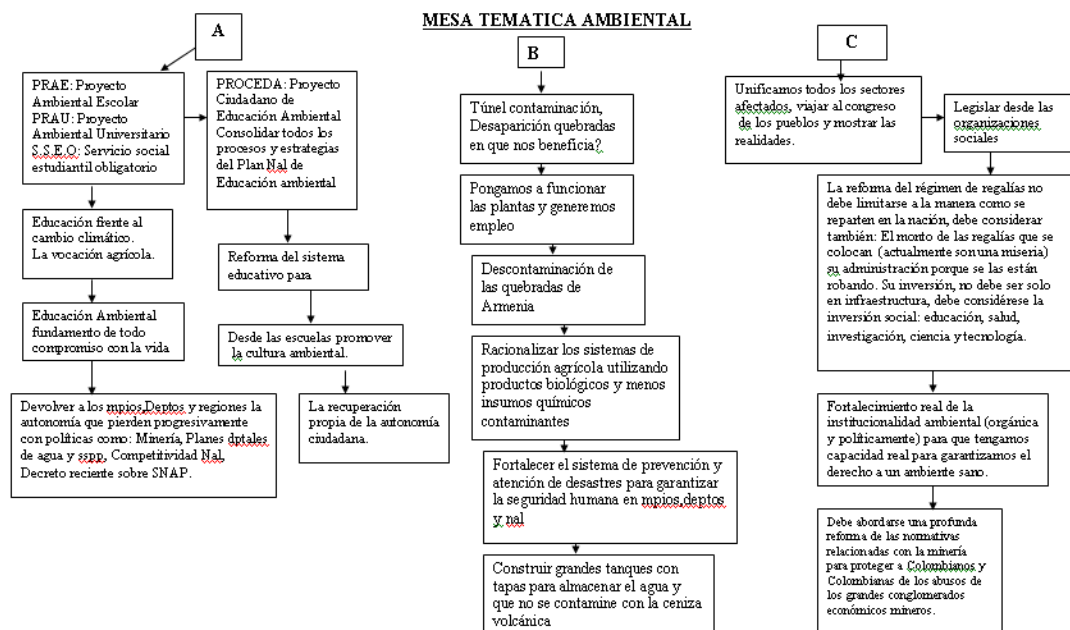 MESA TEMATICA AMBIENTAL
A
PRAE: Proyecto
Ambiental Escolar
PRAU: Proyecto
Ambiental Universitario
S.S.E.O: Servicio social
estudiantil obligatorio
PROCEDA: Proyecto
Ciudadano de
Educación Ambiental
Consolidar todos los
procesos y estrategias
del Plan Nal de
Educación ambiental
Educación frente al
cambio climático.
La vocación agrícola.
Reforma del sistema
educativo para
Educación Ambiental
fundamento de todo
compromiso con la vida
Desde las escuelas promover
la cultura ambiental.
Devolver a los mpios,Deptos y regiones la
autonomía que pierden progresivamente
con políticas como: Minería, Planes dptales
de agua y sspp, Competitividad Nal,
Decreto reciente sobre SNAP.
La recuperación
propia de la autonomía
ciudadana.
B
Túnel contaminación,
Desaparición quebradas
en que nos beneficia?
Pongamos a funcionar
las plantas y generemos
empleo
Descontaminación de
las quebradas de
Armenia
Racionalizar los sistemas de
producción agrícola utilizando
productos biológicos y menos
insumos químicos
contaminantes
Fortalecer el sistema de prevención y
atención de desastres para garantizar
la seguridad humana en mpios,deptos
y nal
Construir grandes tanques con
tapas para almacenar el agua y
que no se contamine con la ceniza
volcánica
C
Unificamos todos los sectores
afectados, viajar al congreso
de los pueblos y mostrar las
realidades.
Legislar desde las
organizaciones
sociales
La reforma del régimen de regalías no
debe limitarse a la manera como se
reparten en la nación, debe considerar
también: El monto de las regalías que se
colocan (actualmente son una miseria)
su administración porque se las están
robando. Su inversión, no debe ser solo
en infraestructura, debe considérese la
inversión social: educación, salud,
investigación, ciencia y tecnología.
Fortalecimiento real de la
institucionalidad ambiental (orgánica
y políticamente) para que tengamos
capacidad real para garantizamos el
derecho a un ambiente sano.
Debe abordarse una profunda
reforma de las normativas
relacionadas con la minería
para proteger a Colombianos y
Colombianas de los abusos de
los grandes conglomerados
económicos mineros.